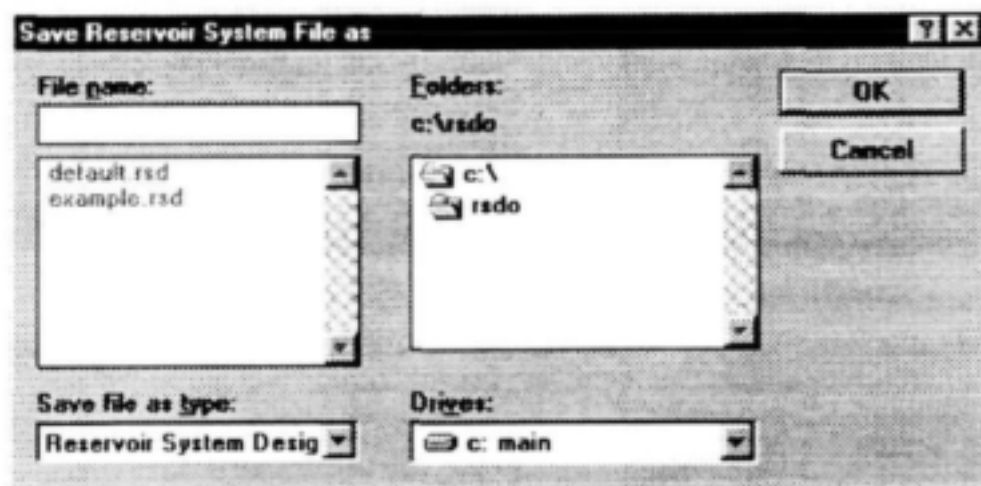 Save Reservoir System File as
File name:
default.rsd
example.rsd
Save file as type:
Reservoir System Desig
Folders:
c:\rsdo
c:\
rsdo
Drives:
c: main
OK
Cancel